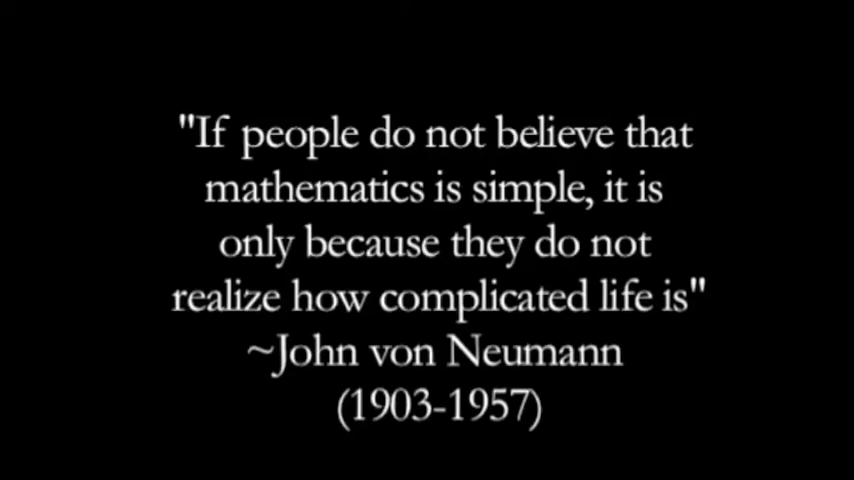 "If people do not believe that
mathematics is simple, it is
only because they do not
realize how complicated life is"
~John von Neumann
(1903-1957)